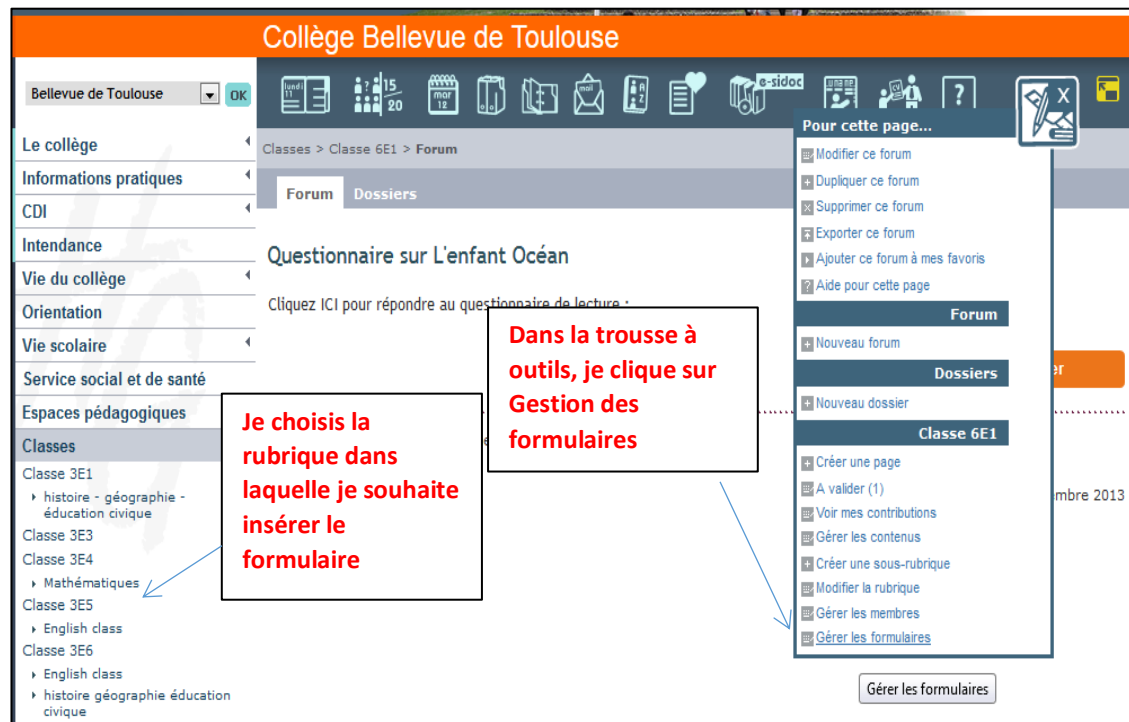 Collège Bellevue de Toulouse
Bellevue de Toulouse
OK
lundi
11
15
20
mar
12
mail
A
Z
e-sidoc
CV
?
X
Le collège
Informations pratiques
CDI
Intendance
Vie du collège
Orientation
Vie scolaire
Service social et de santé
Espaces pédagogiques
Classes
Classe 3E1
histoire - géographie -
éducation civique
Classe 3E3
Classe 3E4
Mathématiques
Classe 3E5
English class
Classe 3E6
English class
histoire géographie éducation
civique
Classes > Classe 6E1 > Forum
Forum Dossiers
Questionnaire sur L'enfant Océan
Cliquez ICI pour répondre au questionnaire de lecture :
Je choisis la
rubrique dans
laquelle je souhaite
insérer le
formulaire
Dans la trousse à
outils, je clique sur
Gestion des
formulaires
Pour cette page...
Modifier ce forum
Dupliquer ce forum
Supprimer ce forum
Exporter ce forum
Ajouter ce forum à mes favoris
Aide pour cette page
Forum
Nouveau forum
Dossiers
Nouveau dossier
Classe 6E1
Créer une page
A valider (1)
Voir mes contributions
Gérer les contenus
Créer une sous-rubrique
Modifier la rubrique
Gérer les membres
Gérer les formulaires
Gérer les formulaires
er
mbre 2013